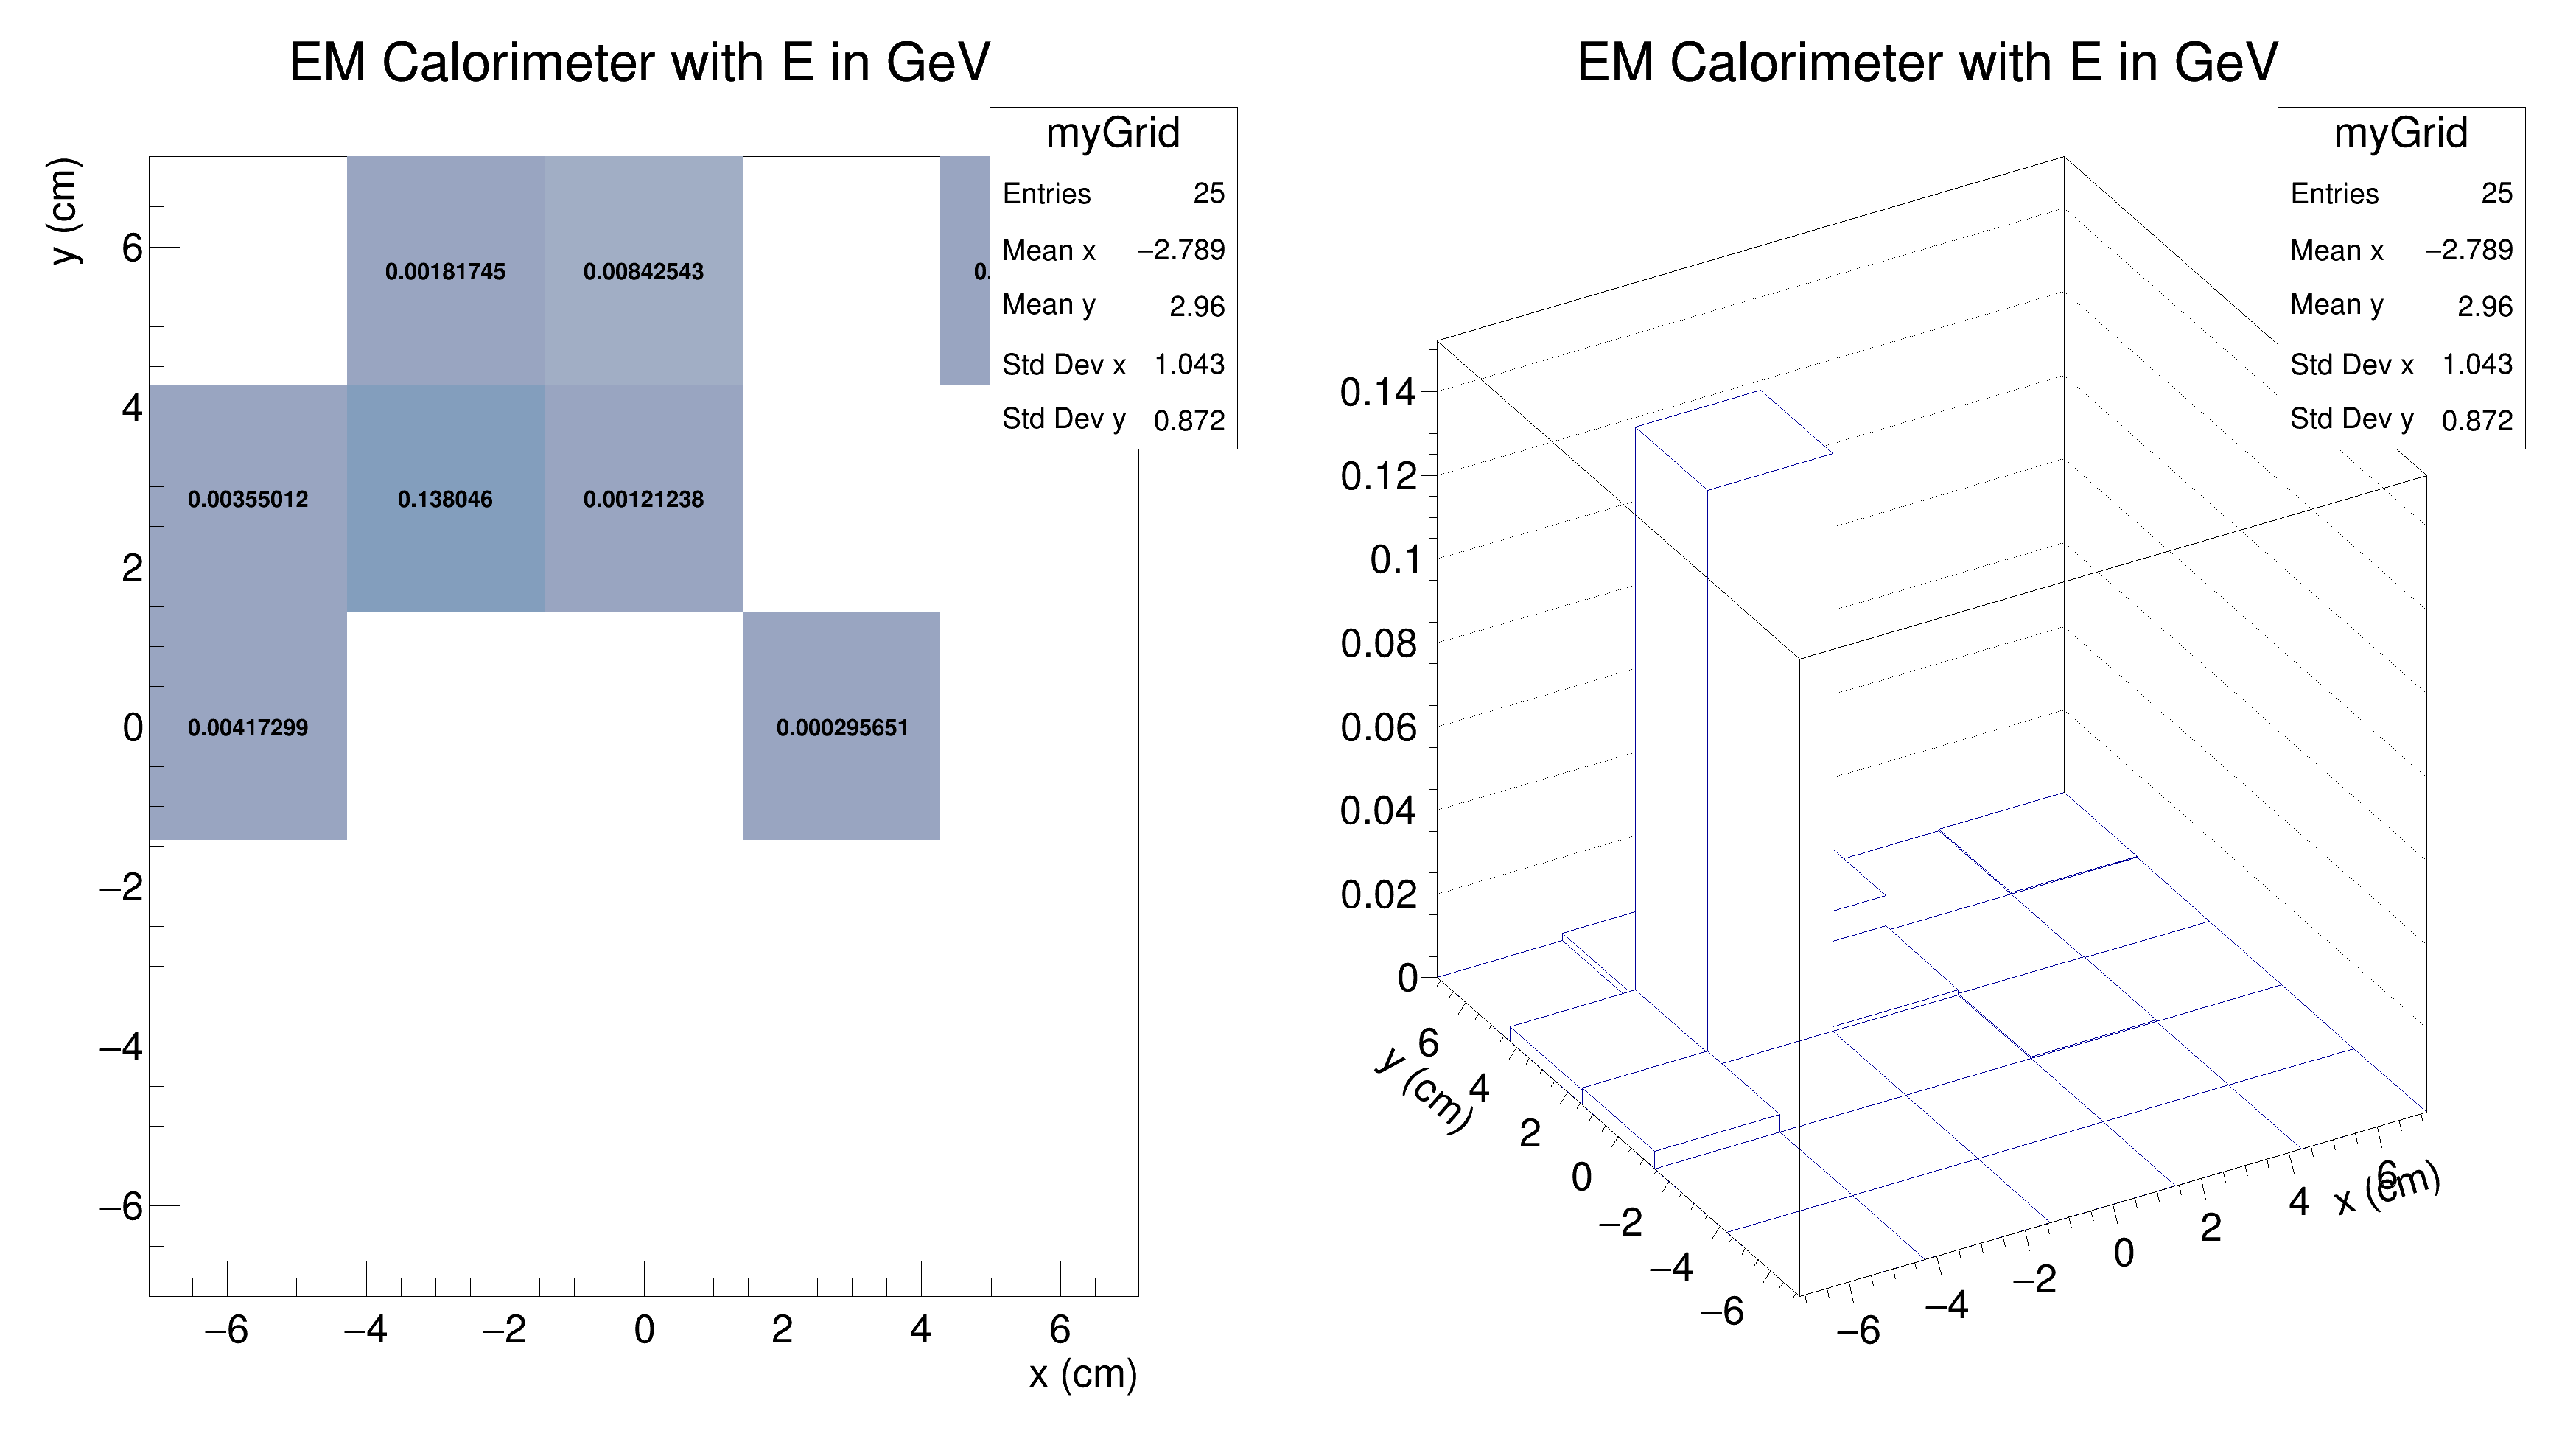 EM Calorimeter with E in GeV
myGrid
Entries 25
Mean x −2.789
Mean y 2.96
Std Dev x 1.043
Std Dev y 0.872
y (cm)
6
4
2
0
−2
−4
−6
0.00181745 0.00842543 0.
0.00355012 0.138046 0.00121238
0.00417299 0.000295651
−6 −4 −2 0 2 4 6
x (cm)
EM Calorimeter with E in GeV
myGrid
Entries 25
Mean x −2.789
Mean y 2.96
Std Dev x 1.043
Std Dev y 0.872
0.14
0.12
0.1
0.08
0.06
0.04
0.02
0
6
4
2
0
−2
−4
−6
y (cm)
−6 −4 −2 0 2 4 6
x (cm)